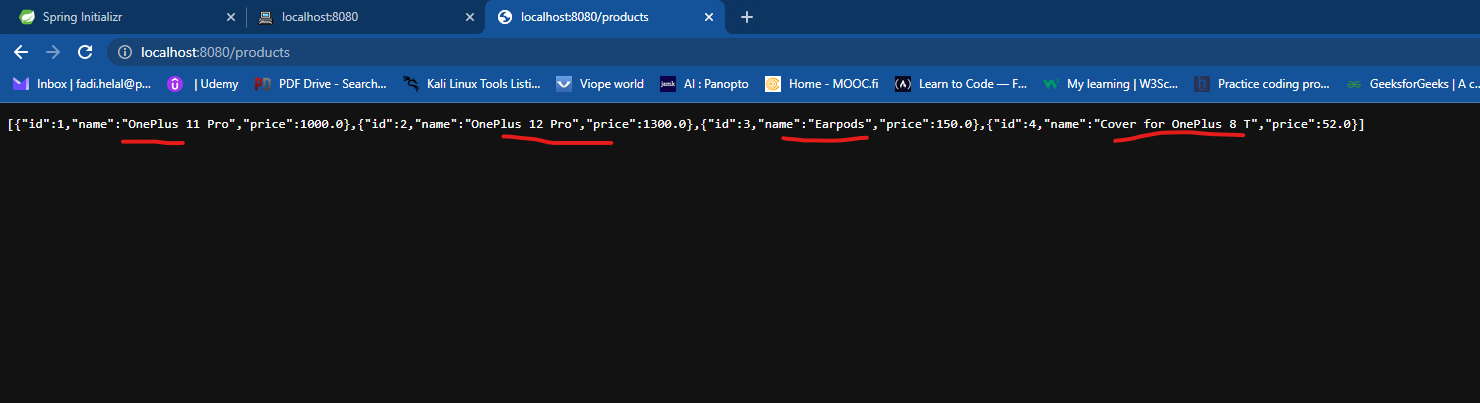 Spring Initializr
localhost:8080
localhost:8080/products
localhost:8080/products
Inbox | fadi.helal@p...
| Udemy
PDF Drive - Search...
Kali Linux Tools Listi...
Viope world
jamk
AI : Panopto
Home - MOOC.fi
Learn to Code — F...
My learning | W3Sc...
Practice coding pro...
GeeksforGeeks | A c...
[{"id":1,"name":"OnePlus 11 Pro","price":1000.0},{"id":2,"name":"OnePlus 12 Pro","price":1300.0},{"id":3,"name":"Earpods","price":150.0},{"id":4,"name":"Cover for OnePlus 8 T","price":52.0}]